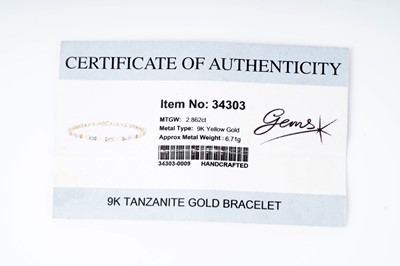 CERTIFICATE OF AUTHENTICITY
Item No: 34303
MTGW: 2.862ct
Metal Type: 9K Yellow Gold
Approx Metal Weight: 6.71g
Gems
34303-0009 HANDCRAFTED
9K TANZANITE GOLD BRACELET